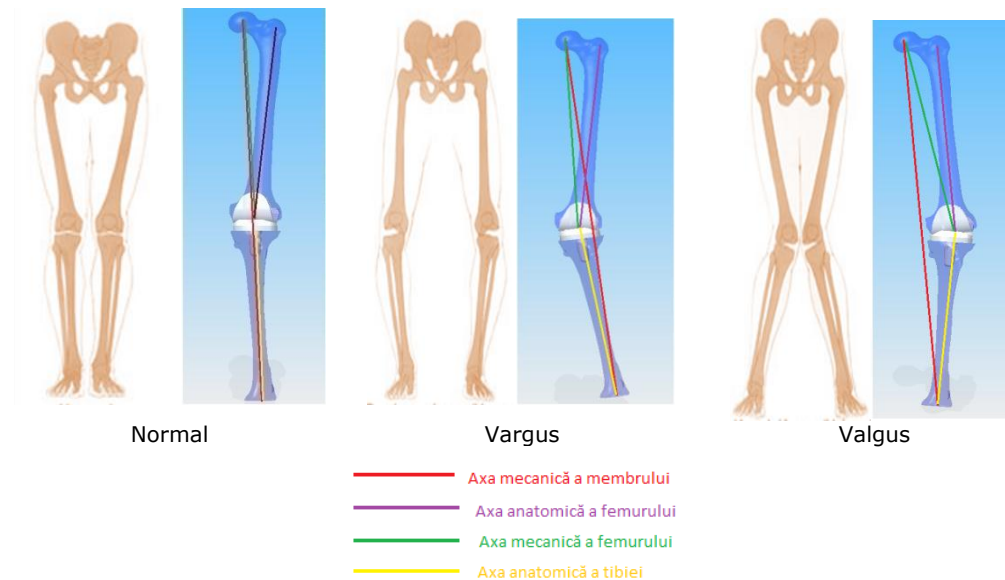 Normal
Vargus
Valgus
Axa mecanică a membrului
Axa anatomică a femurului
Axa mecanică a femurului
Axa anatomică a tibiei